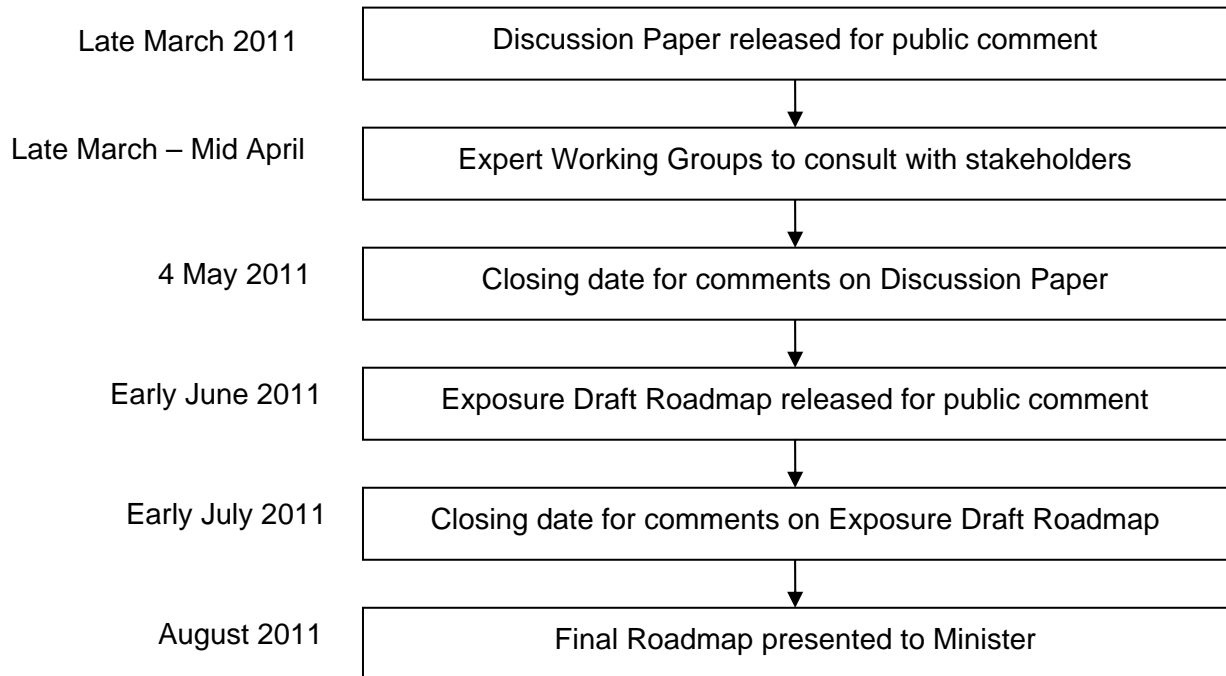 Late March 2011
Discussion Paper released for public comment
Late March – Mid April
Expert Working Groups to consult with stakeholders
4 May 2011
Closing date for comments on Discussion Paper
Early June 2011
Exposure Draft Roadmap released for public comment
Early July 2011
Closing date for comments on Exposure Draft Roadmap
August 2011
Final Roadmap presented to Minister